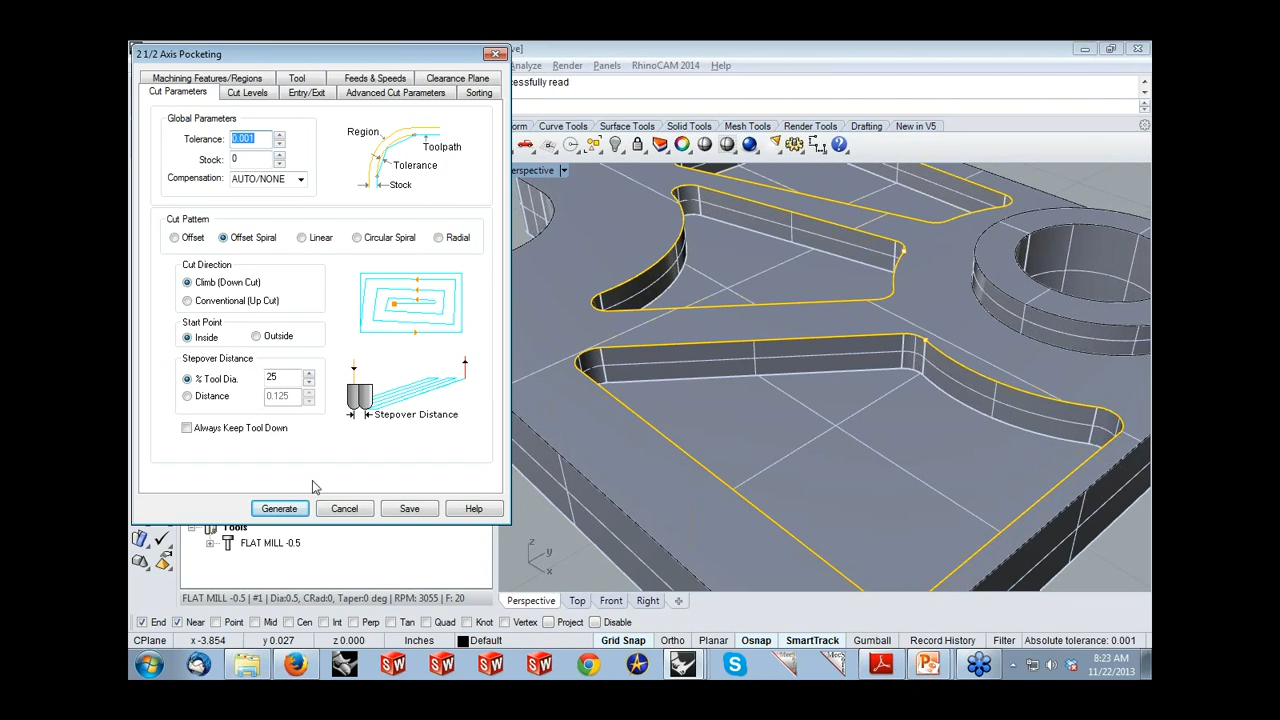 2 1/2 Axis Pocketing
Machining Features/Regions
Tool
Feeds & Speeds
Clearance Plane
Cut Parameters
Cut Levels
Entry/Exit
Advanced Cut Parameters
Sorting
Global Parameters
Tolerance: 0.001
Stock: 0
Compensation: AUTO/NONE
Region
Toolpath
Tolerance
Stock
Cut Pattern
Offset
Offset Spiral
Linear
Circular Spiral
Radial
Cut Direction
Climb (Down Cut)
Conventional (Up Cut)
Start Point
Inside
Outside
Stepover Distance
% Tool Dia. 25
Distance 0.125
Stepover Distance
Always Keep Tool Down
Generate
Cancel
Save
Help
ve]
Analyze
Render
Panels
RhinoCAM 2014
Help
cessfully read
orm
Curve Tools
Surface Tools
Solid Tools
Mesh Tools
Render Tools
Drafting
New in V5
erspective
z
y
x
Tools
FLAT MILL -0.5
FLAT MILL -0.5 | #1 | Dia:0.5, CRad:0, Taper:0 deg | RPM: 3055 | F: 20
Perspective
Top
Front
Right
End
Near
Point
Mid
Cen
Int
Perp
Tan
Quad
Knot
Vertex
Project
Disable
CPlane
x -3.854
y 0.027
z 0.000
Inches
Default
Grid Snap
Ortho
Planar
Osnap
SmartTrack
Gumball
Record History
Filter
Absolute tolerance: 0.001
8:23 AM
11/22/2013